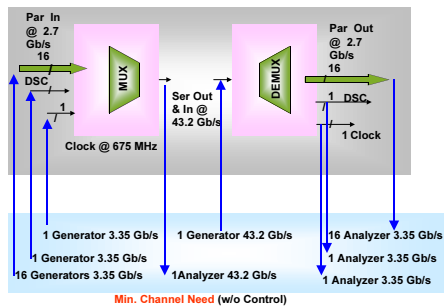 Par In
@ 2.7
Gb/s
16
DSC
1
MUX
Clock @ 675 MHz
Ser Out
& In @
43.2 Gb/s
DEMUX
Par Out
@ 2.7
Gb/s
16
1 DSC
1 Clock
1 Generator 3.35 Gb/s
1 Generator 43.2 Gb/s
16 Analyzer 3.35 Gb/s
1 Generator 3.35 Gb/s
1 Analyzer 3.35 Gb/s
16 Generators 3.35 Gb/s
1Analyzer 43.2 Gb/s
1 Analyzer 3.35 Gb/s
Min. Channel Need (w/o Control)